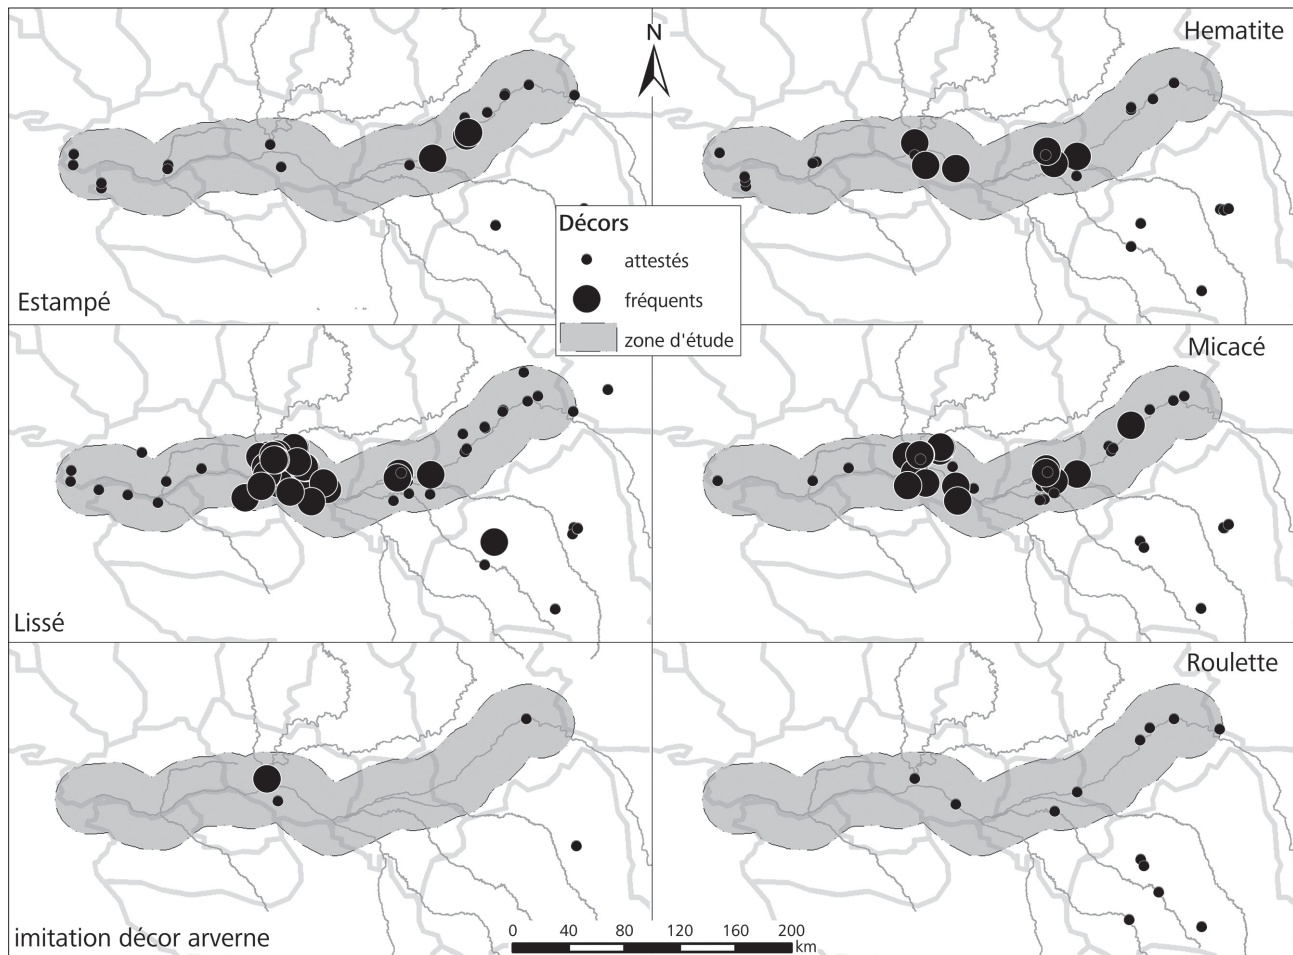 Hematite
N
Décors
attestés
fréquents
zone d'étude
Estampé
Micacé
Lissé
Roulette
imitation décor arverne
0 40 80 120 160 200
km